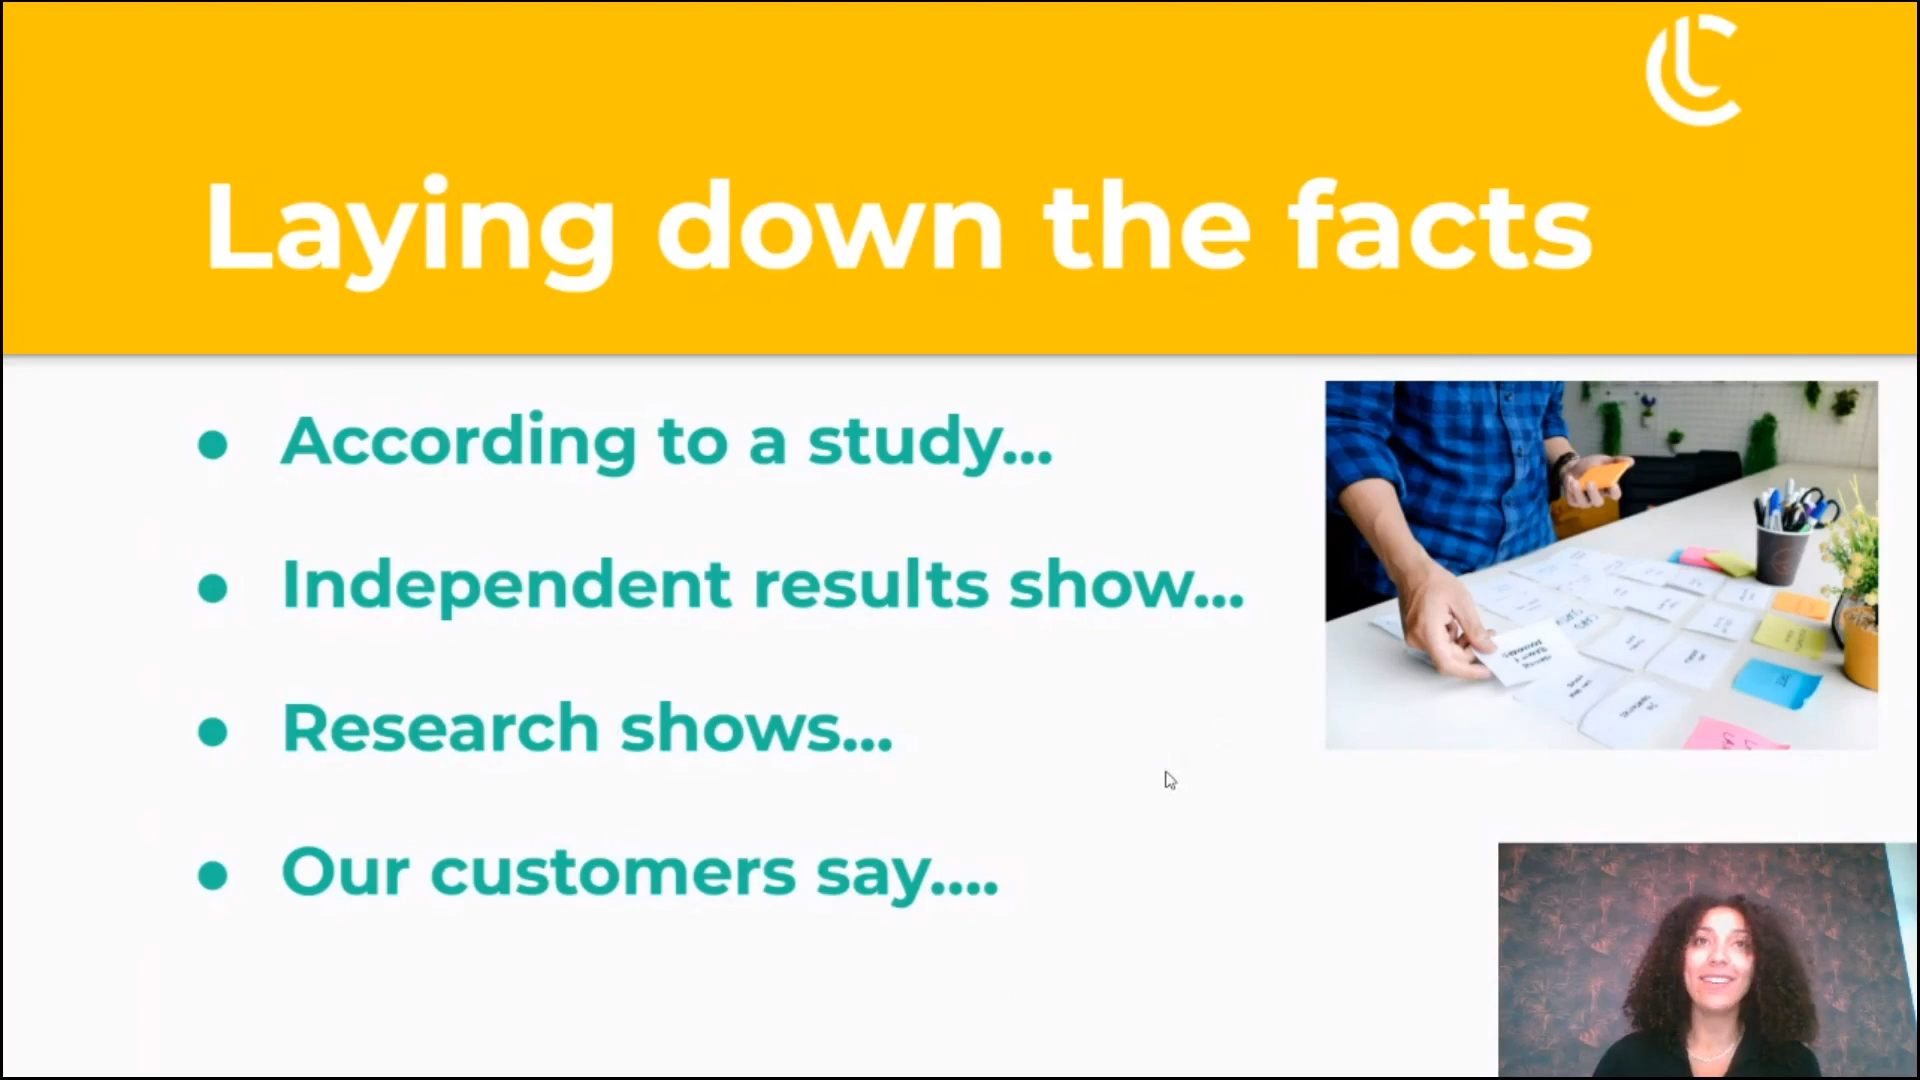 Laying down the facts
● According to a study...
● Independent results show...
● Research shows...
● Our customers say....